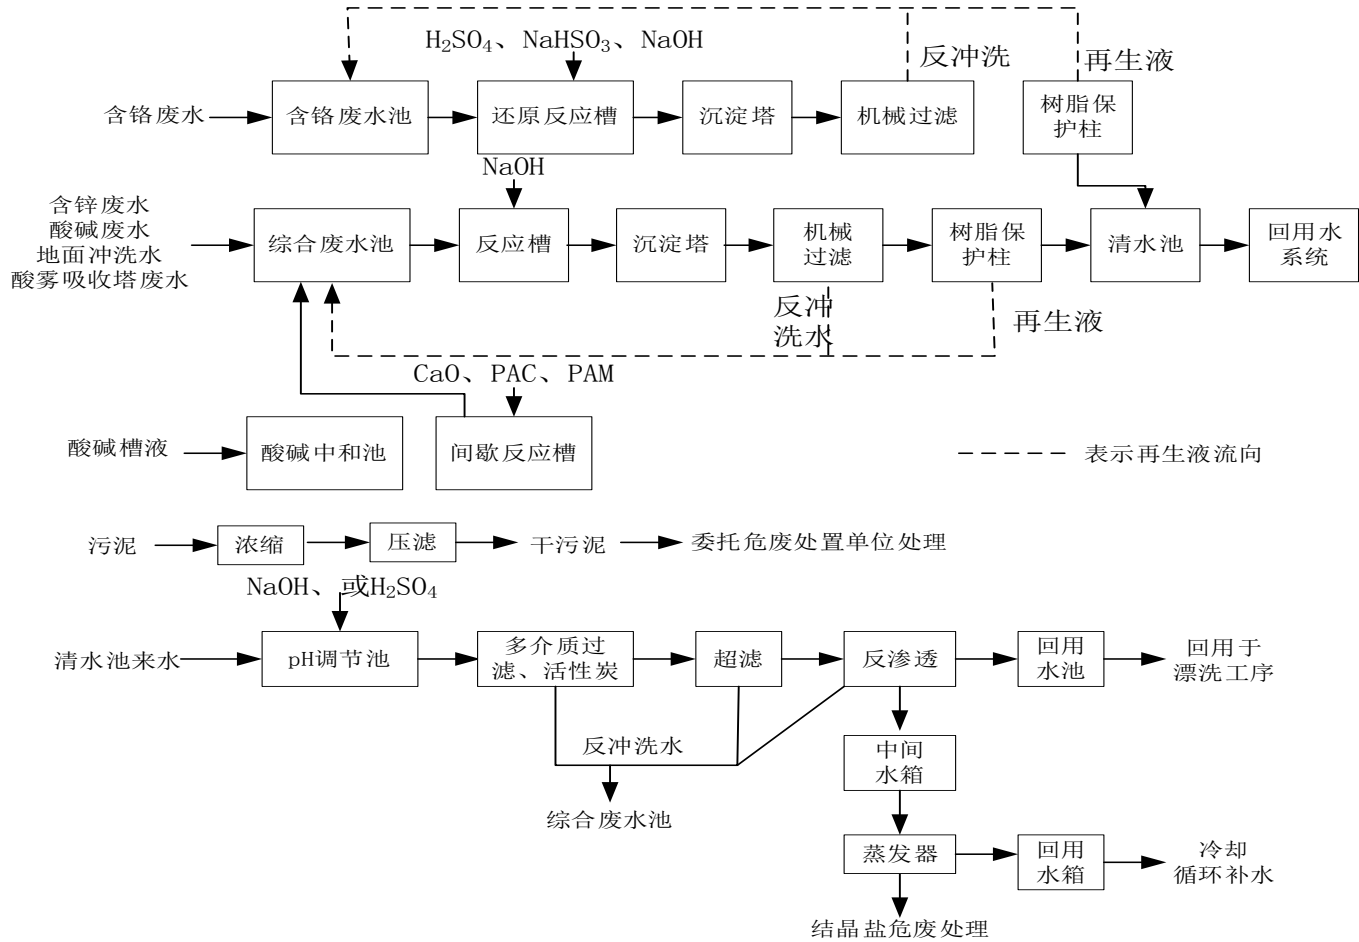 H₂SO₄、NaHSO₃、NaOH
反冲洗
再生液
含铬废水
含铬废水池
还原反应槽
沉淀塔
机械过滤
树脂保
护柱
NaOH
含锌废水
酸碱废水
地面冲洗水
酸雾吸收塔废水
综合废水池
反应槽
沉淀塔
机械
过滤
树脂保
护柱
清水池
回用水
系统
反冲
洗水
再生液
CaO、PAC、PAM
酸碱槽液
酸碱中和池
间歇反应槽
表示再生液流向
污泥
浓缩
压滤
干污泥
委托危废处置单位处理
NaOH、或H₂SO₄
清水池来水
pH调节池
多介质过
滤、活性炭
超滤
反渗透
回用
水池
回用于
漂洗工序
反冲洗水
中间
水箱
综合废水池
蒸发器
回用
水箱
冷却
循环补水
结晶盐危废处理